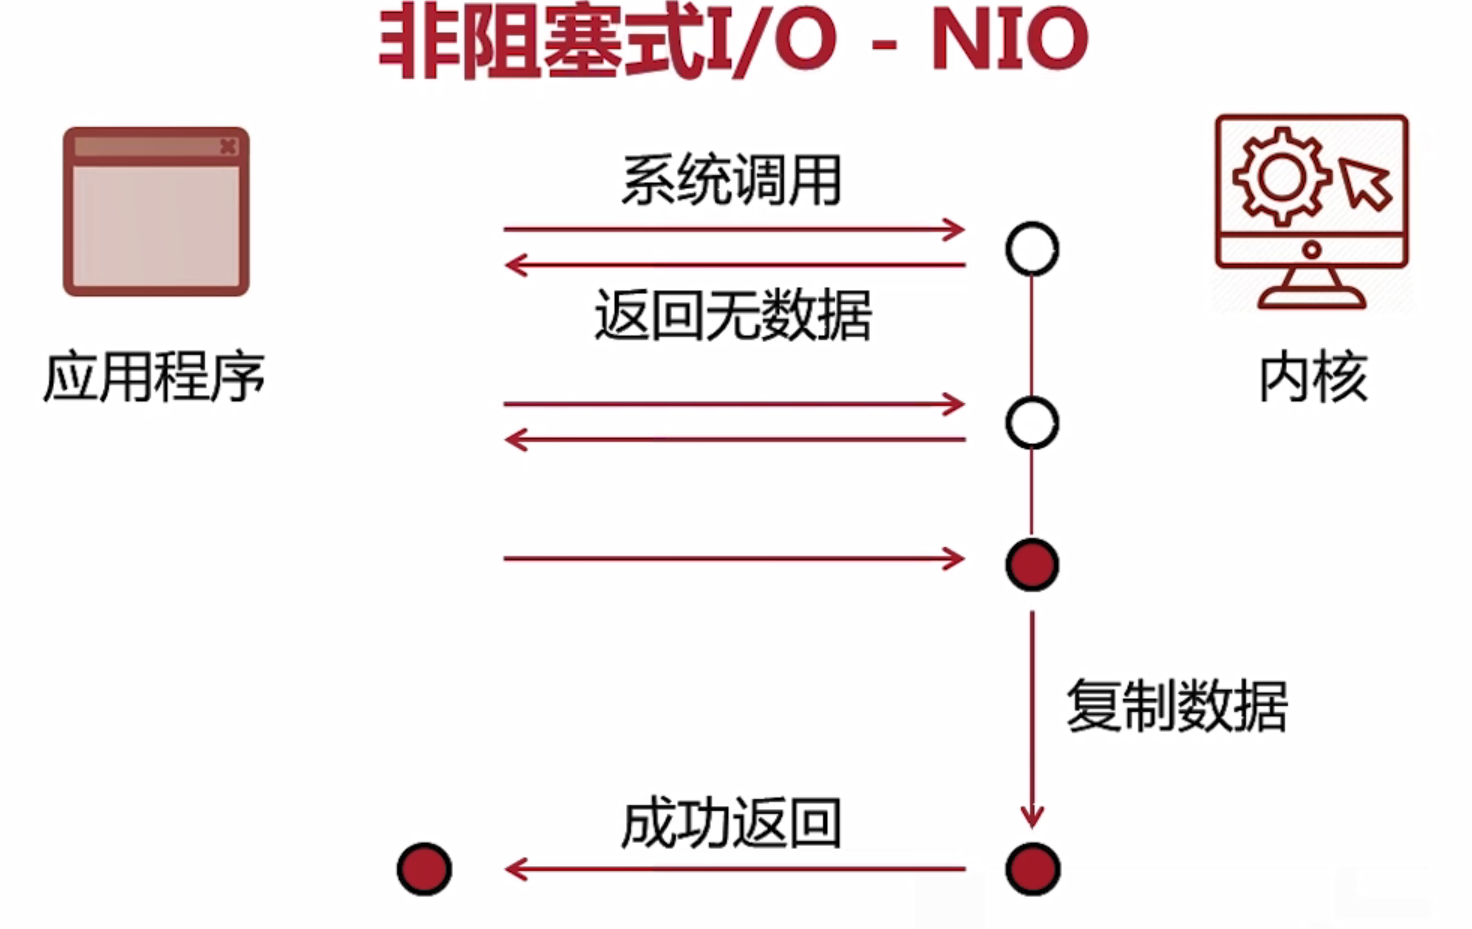 非阻塞式I/O - NIO
系统调用
返回无数据
应用程序
内核
复制数据
成功返回